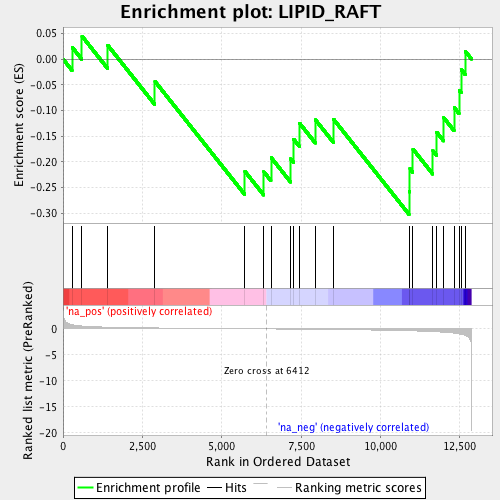 Enrichment plot: LIPID_RAFT
Enrichment score (ES)
0.05
0.00
-0.05
-0.10
-0.15
-0.20
-0.25
-0.30
'na_pos' (positively correlated)
Ranked list metric (PreRanked)
0
-5
-10
-15
-20
Zero cross at 6412
'na_neg' (negatively correlated)
0
2,500
5,000
7,500
10,000
12,500
Rank in Ordered Dataset
Enrichment profile
Hits
Ranking metric scores